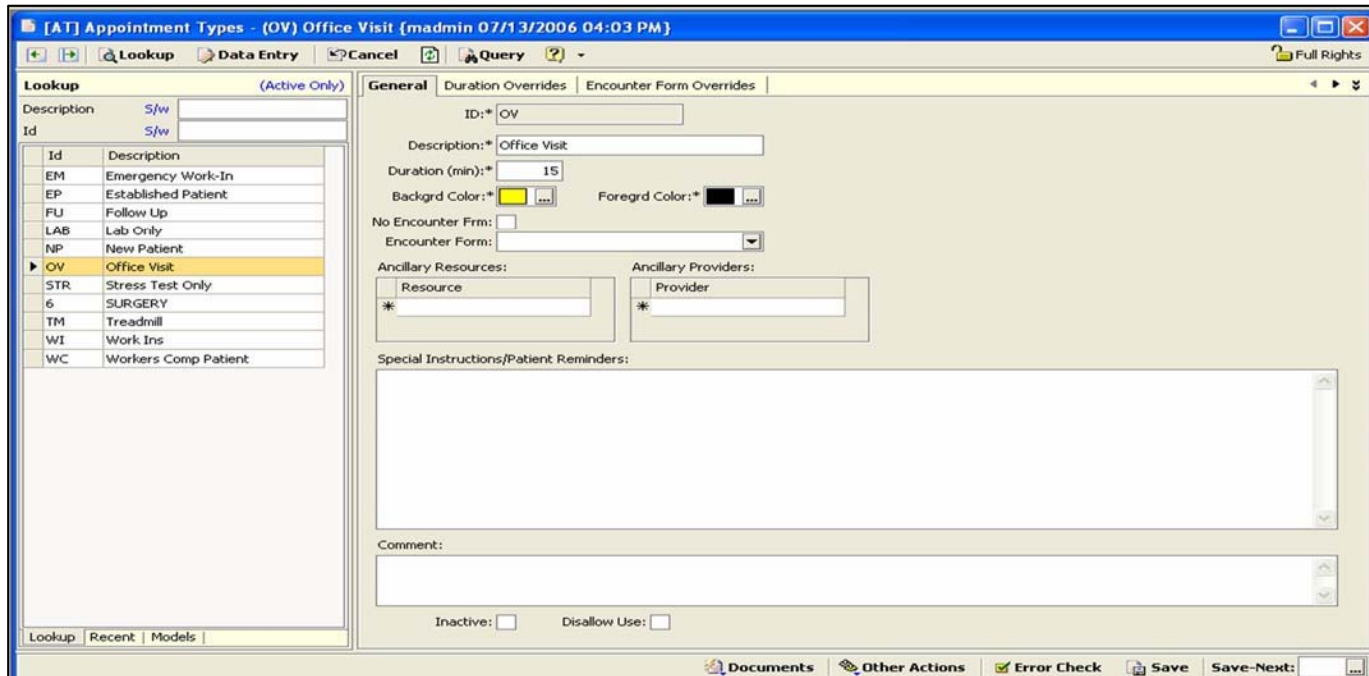 [AT] Appointment Types - (OV) Office Visit {madmin 07/13/2006 04:03 PM}
Lookup Data Entry Cancel Query Full Rights
Lookup (Active Only)
Description S/w
Id S/w
Id Description
EM Emergency Work-In
EP Established Patient
FU Follow Up
LAB Lab Only
NP New Patient
OV Office Visit
STR Stress Test Only
6 SURGERY
TM Treadmill
WI Work Ins
WC Workers Comp Patient
Lookup Recent Models
General Duration Overrides Encounter Form Overrides
ID:* OV
Description:* Office Visit
Duration (min):* 15
Backgrd Color:* ... Foregrd Color:* ...
No Encounter Frm:
Encounter Form:
Ancillary Resources: Ancillary Providers:
Resource Provider
Special Instructions/Patient Reminders:
Comment:
Inactive: Disallow Use:
Documents Other Actions Error Check Save Save-Next: ...